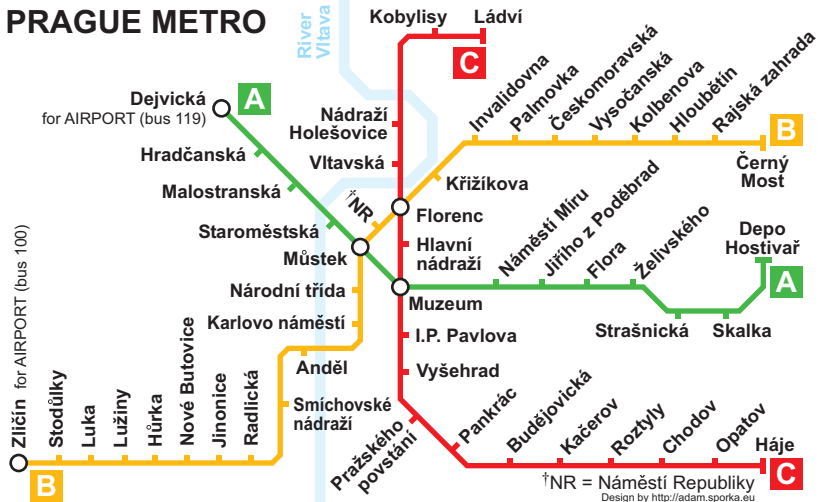 PRAGUE METRO
River
Vltava
Kobylisy
Ládví
C
Dejvická
for AIRPORT (bus 119)
A
Nádraží
Holešovice
Invalidovna
Palmovka
Českomoravská
Vysočanská
Kolbenova
Hloubětín
Rajská zahrada
B
Hradčanská
Vltavská
Černý
Most
Malostranská
Křižíkova
†NR
Staroměstská
Florenc
Můstek
Hlavní
nádraží
Náměstí Míru
Jiřího z Poděbrad
Flora
Želivského
Depo
Hostivař
A
Národní třída
Muzeum
Karlovo náměstí
I.P. Pavlova
Strašnická
Skalka
Anděl
Vyšehrad
Zličín for AIRPORT (bus 100)
Stodůlky
Luka
Lužiny
Hůrka
Nové Butovice
Jinonice
Radlická
Smíchovské
nádraží
Pražského
povstání
Pankrác
Budějovická
Kačerov
Roztyly
Chodov
Opatov
Háje
B
C
†NR = Náměstí Republiky
Design by http://adam.sporka.eu